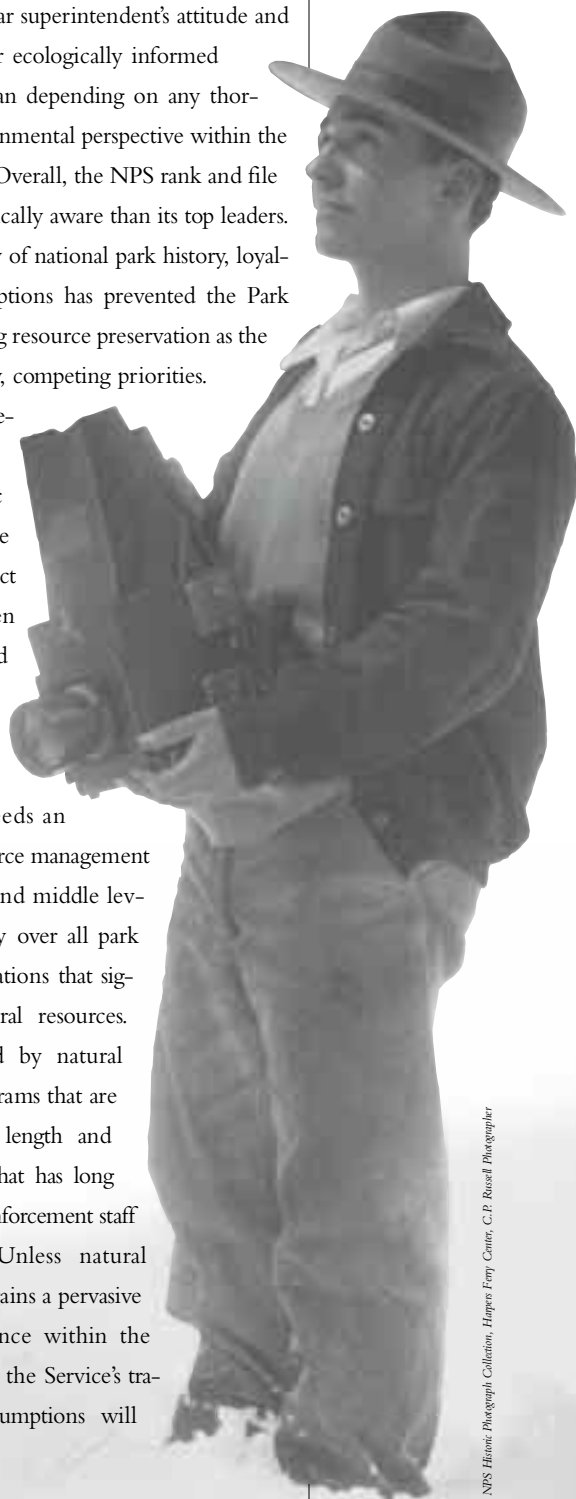 ar superintendent's attitude and
r ecologically informed
an depending on any thor-
nmental perspective within the
Overall, the NPS rank and file
ically aware than its top leaders.
y of national park history, loyal-
ptions has prevented the Park
g resource preservation as the
y, competing priorities.
e-
e
ct
en
d
eeds an
rce management
nd middle lev-
y over all park
ations that sig-
ral resources.
d by natural
rams that are
length and
hat has long
nforcement staff
Unless natural
ains a pervasive
nce within the
the Service's tra-
umptions will
NPS Historic Photograph Collection, Harpers Ferry Center, C.P. Russell Photographer